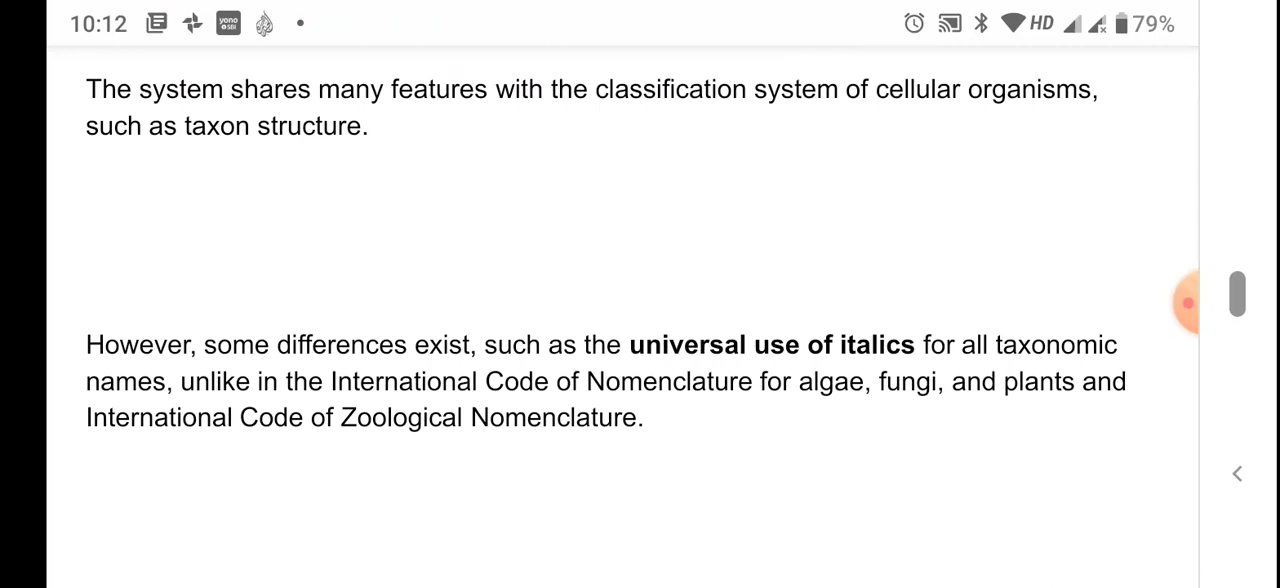 10:12 yono SBI HD 79%
The system shares many features with the classification system of cellular organisms,
such as taxon structure.
However, some differences exist, such as the universal use of italics for all taxonomic
names, unlike in the International Code of Nomenclature for algae, fungi, and plants and
International Code of Zoological Nomenclature.